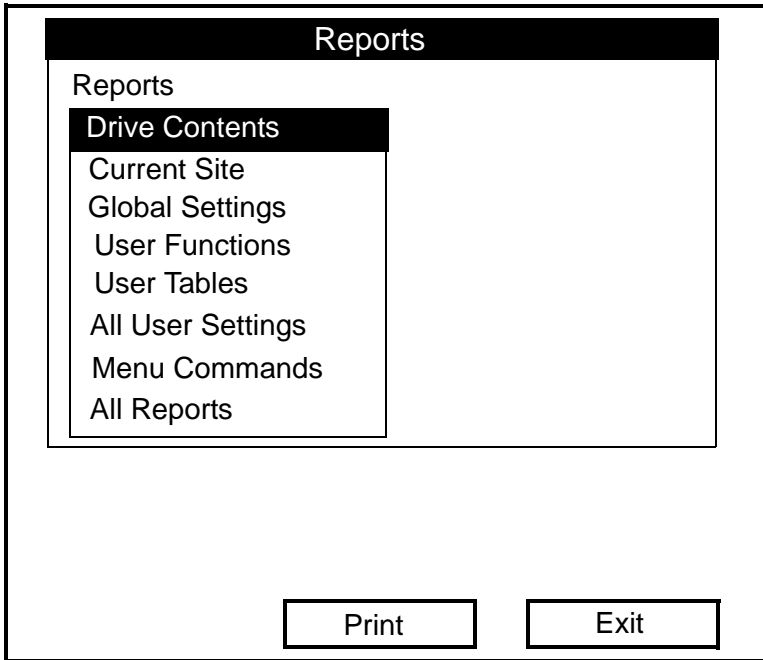 Reports
Reports
Drive Contents
Current Site
Global Settings
User Functions
User Tables
All User Settings
Menu Commands
All Reports
Print
Exit